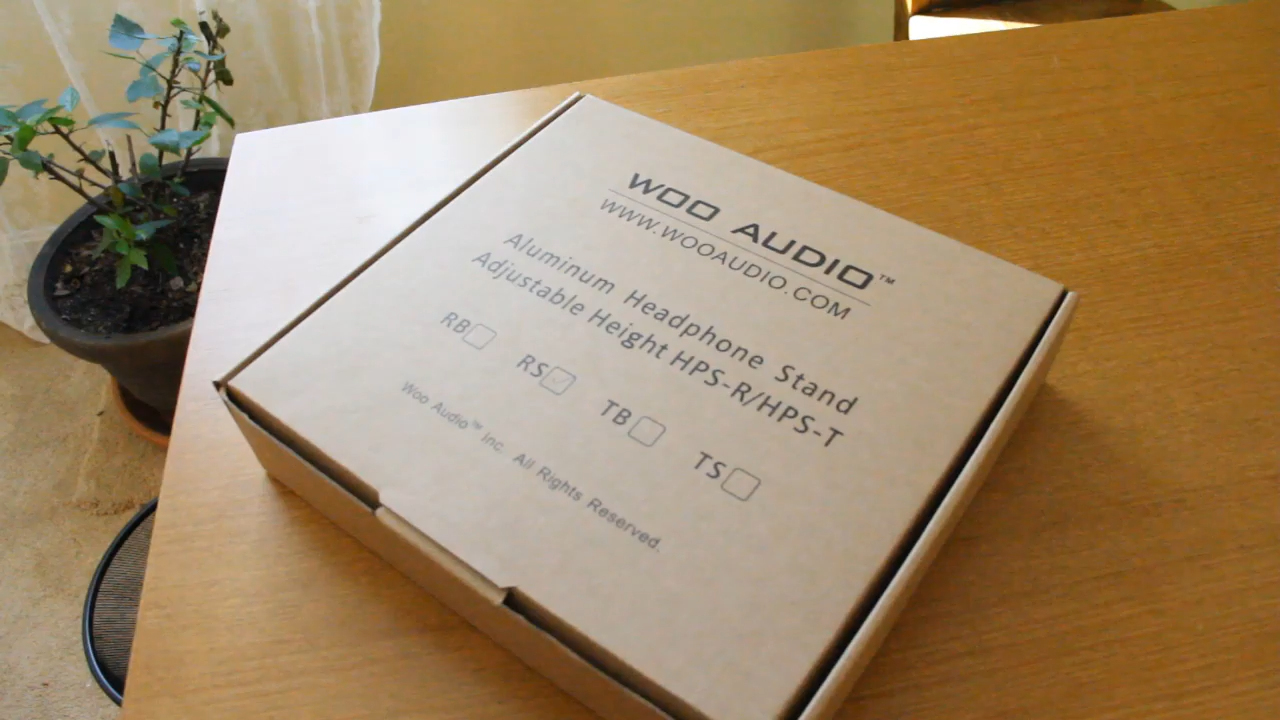 WOO AUDIO™
WWW.WOOAUDIO.COM
Aluminum Headphone Stand
Adjustable Height HPS-R/HPS-T
RB☐ RS☑ TB☐ TS☐
Woo Audio™ Inc. All Rights Reserved.